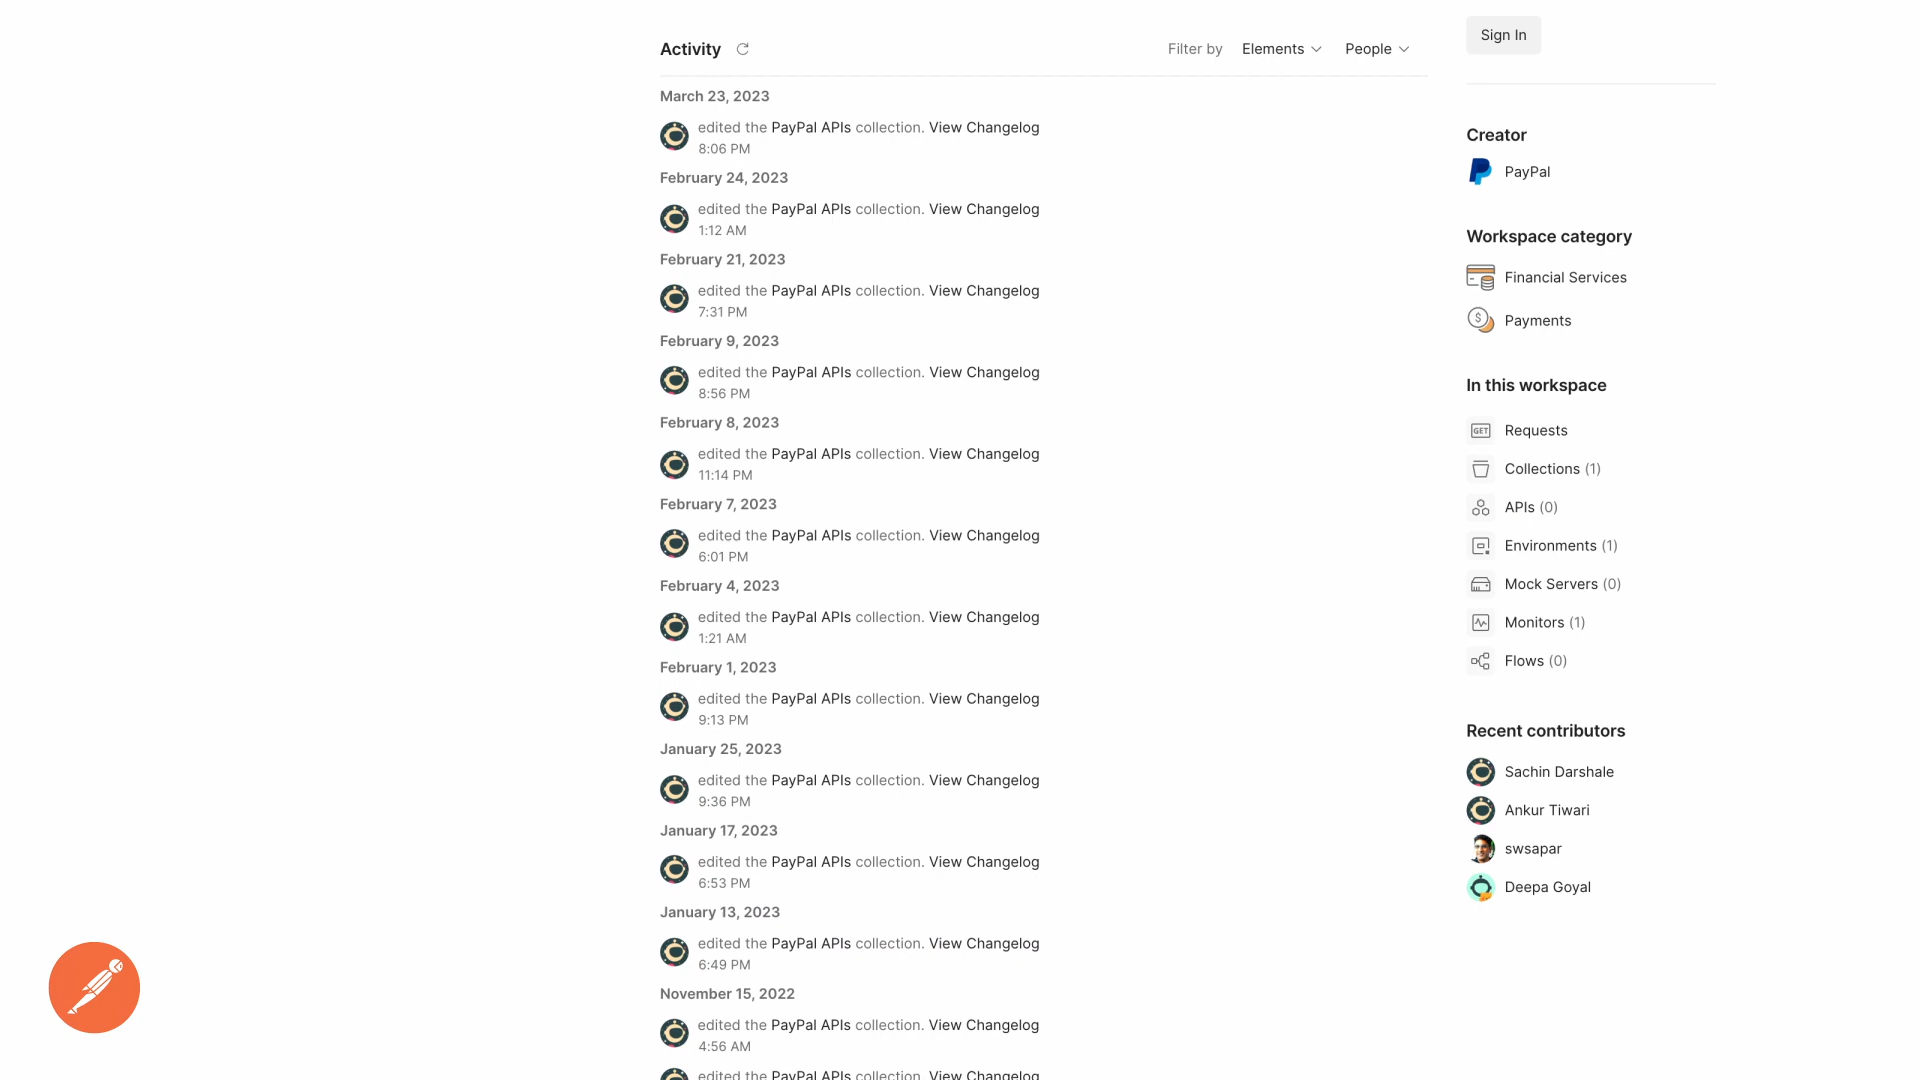 Activity
Filter by Elements People
March 23, 2023
edited the PayPal APIs collection. View Changelog
8:06 PM
February 24, 2023
edited the PayPal APIs collection. View Changelog
1:12 AM
February 21, 2023
edited the PayPal APIs collection. View Changelog
7:31 PM
February 9, 2023
edited the PayPal APIs collection. View Changelog
8:56 PM
February 8, 2023
edited the PayPal APIs collection. View Changelog
11:14 PM
February 7, 2023
edited the PayPal APIs collection. View Changelog
6:01 PM
February 4, 2023
edited the PayPal APIs collection. View Changelog
1:21 AM
February 1, 2023
edited the PayPal APIs collection. View Changelog
9:13 PM
January 25, 2023
edited the PayPal APIs collection. View Changelog
9:36 PM
January 17, 2023
edited the PayPal APIs collection. View Changelog
6:53 PM
January 13, 2023
edited the PayPal APIs collection. View Changelog
6:49 PM
November 15, 2022
edited the PayPal APIs collection. View Changelog
4:56 AM
edited the PayPal APIs collection. View Changelog
Sign In
Creator
PayPal
Workspace category
Financial Services
$
Payments
In this workspace
GET Requests
Collections (1)
APIs (0)
Environments (1)
Mock Servers (0)
Monitors (1)
Flows (0)
Recent contributors
Sachin Darshale
Ankur Tiwari
swsapar
Deepa Goyal